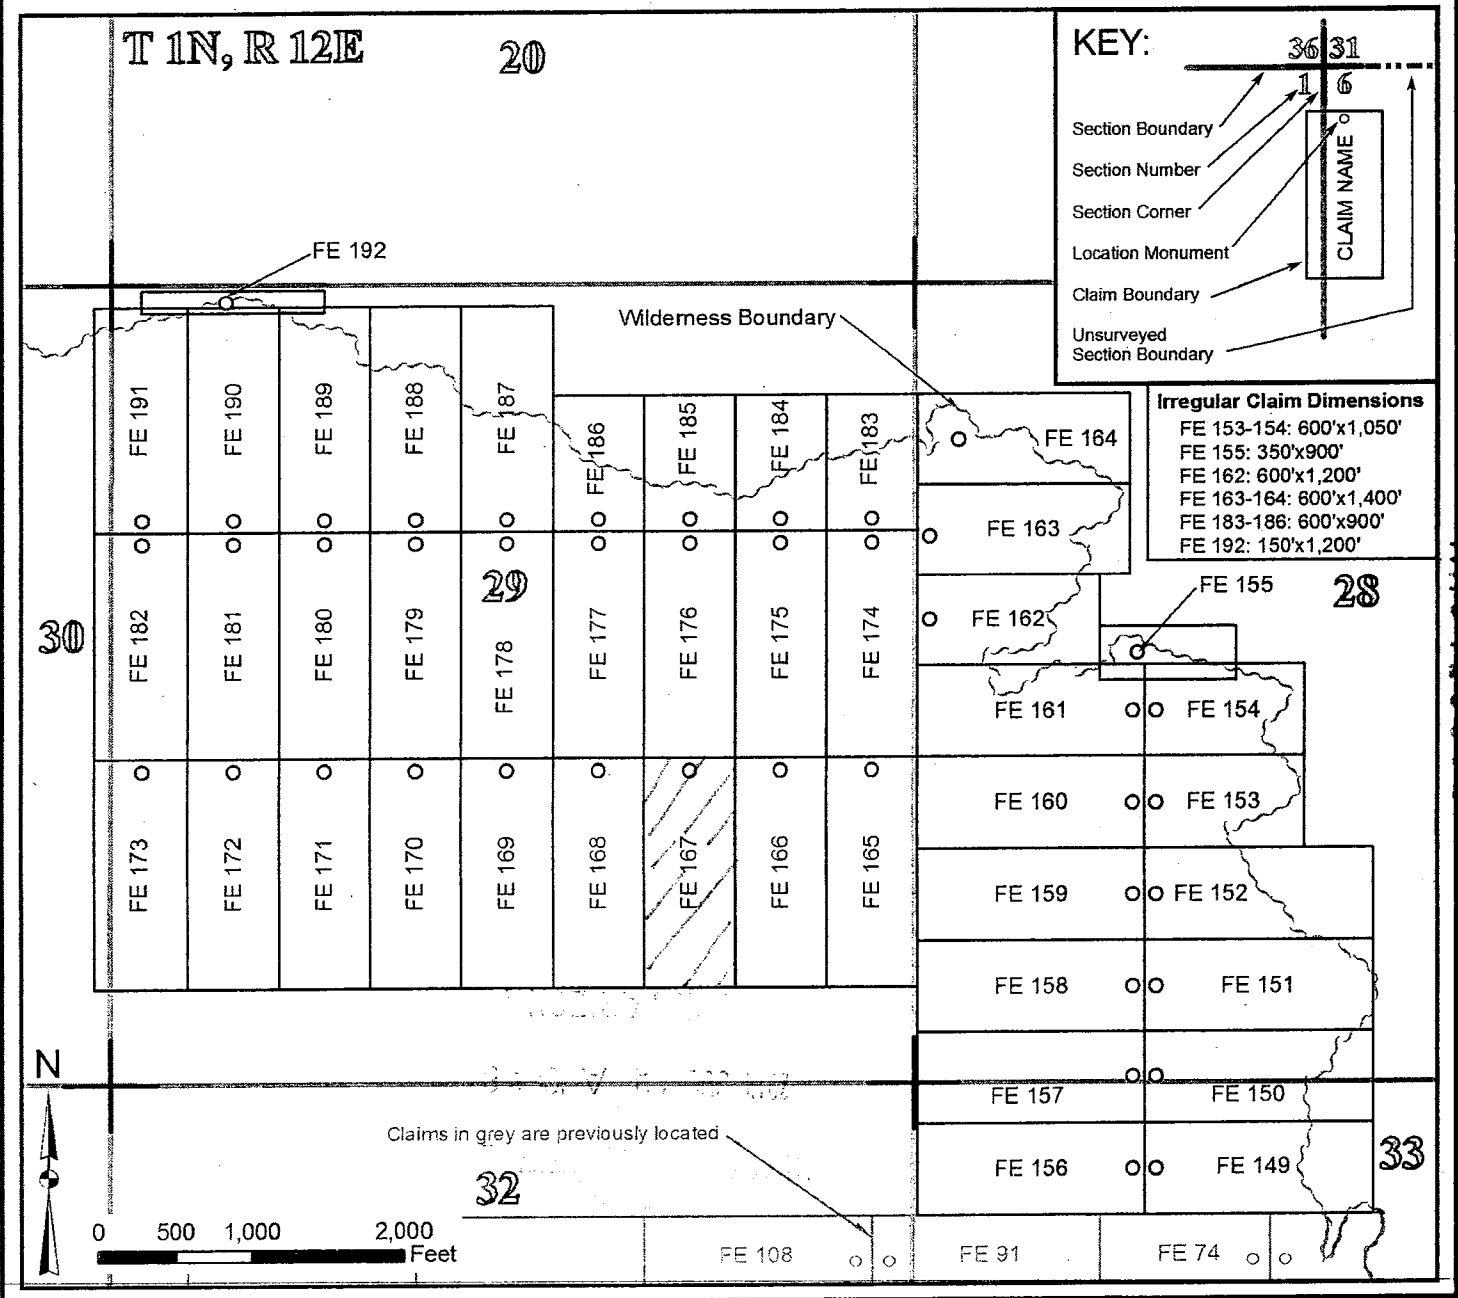 T 1N, R 12E
20
KEY:
36 31
1 6
Section Boundary
Section Number
Section Corner
Location Monument
Claim Boundary
Unsurveyed
Section Boundary
CLAIM NAME
FE 192
Wilderness Boundary
Irregular Claim Dimensions
FE 153-154: 600'x1,050'
FE 155: 350'x900'
FE 162: 600'x1,200'
FE 163-164: 600'x1,400'
FE 183-186: 600'x900'
FE 192: 150'x1,200'
FE 191
FE 190
FE 189
FE 188
FE 187
FE 186
FE 185
FE 184
FE 183
FE 164
FE 163
29
30
28
FE 155
FE 182
FE 181
FE 180
FE 179
FE 178
FE 177
FE 176
FE 175
FE 174
FE 162
FE 161
FE 154
FE 160
FE 153
FE 173
FE 172
FE 171
FE 170
FE 169
FE 168
FE 167
FE 166
FE 165
FE 159
FE 152
FE 158
FE 151
N
FE 157
FE 150
Claims in grey are previously located
32
FE 156
FE 149
33
0 500 1,000 2,000
Feet
FE 108
FE 91
FE 74